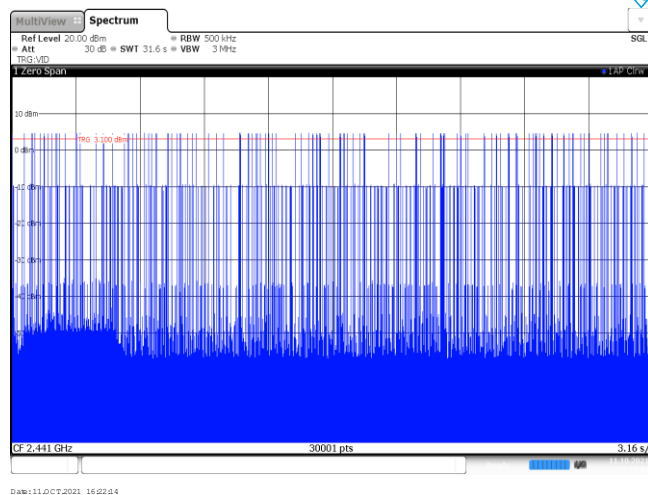 MultiView Spectrum
Ref Level 20.00 dBm RBW 500 kHz SGL
Att 30 dB SWT 31.6 s VBW 3 MHz
TRG:VID
1 Zero Span 1AP Clrw
10 dBm
TRG 3.100 dBm
0 dBm
-10 dBm
-20 dBm
-30 dBm
-40 dBm
CF 2.441 GHz 30001 pts 3.16 s/
Date:11.OCT.2021 16:22:14